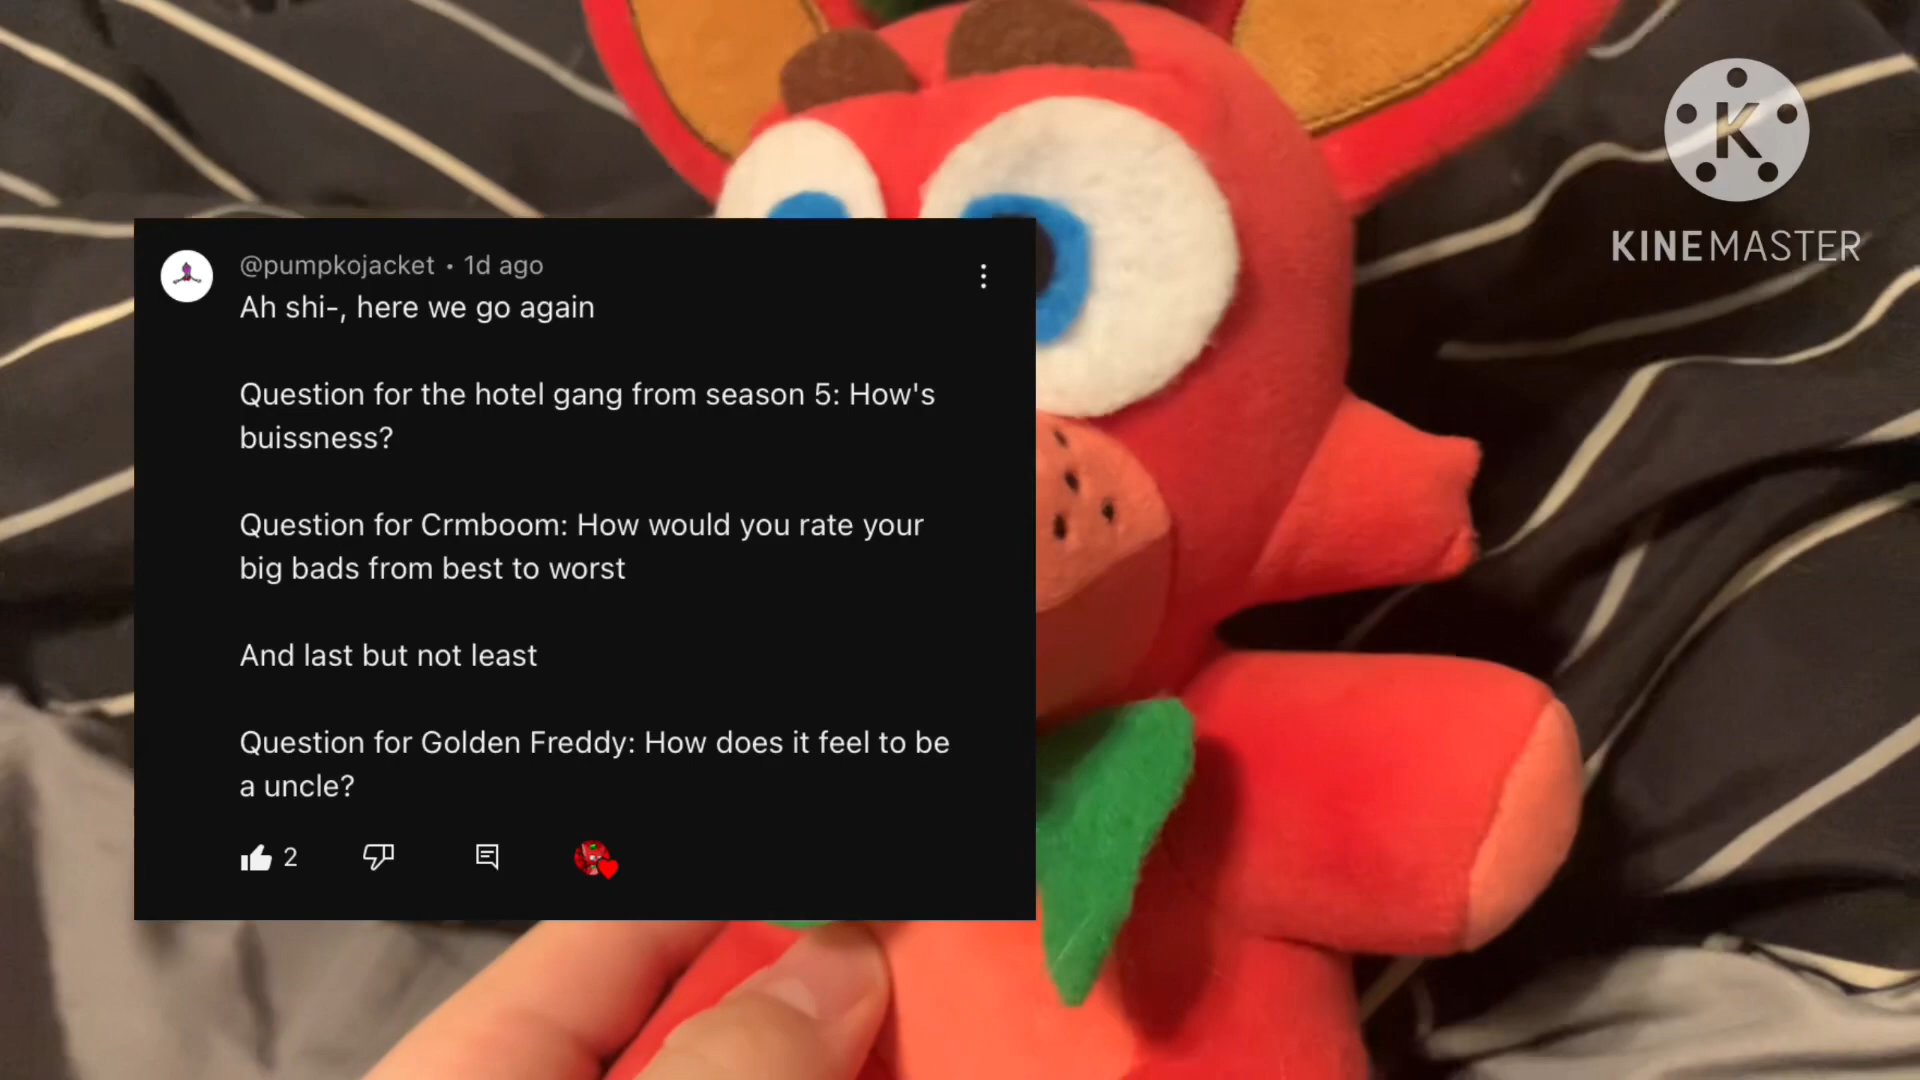 @pumpkojacket • 1d ago
Ah shi-, here we go again
Question for the hotel gang from season 5: How's
buissness?
Question for Crmboom: How would you rate your
big bads from best to worst
And last but not least
Question for Golden Freddy: How does it feel to be
a uncle?
2
K
KINEMASTER